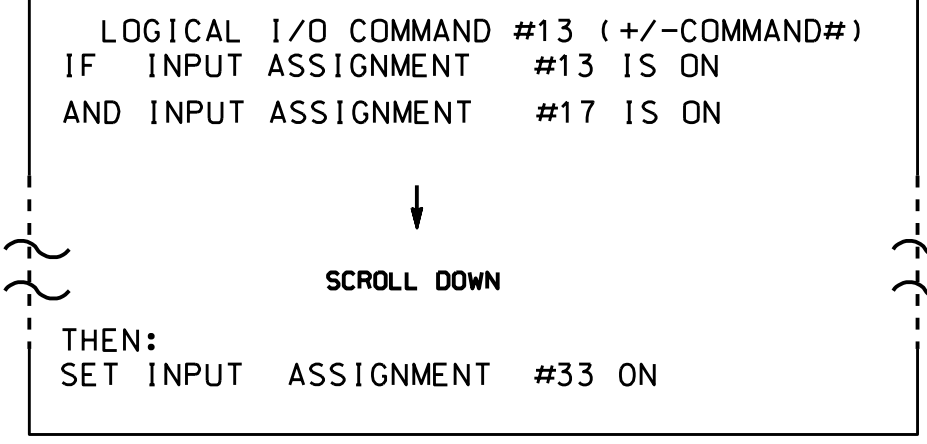 LOGICAL I/O COMMAND #13 (+/-COMMAND#)
IF INPUT ASSIGNMENT #13 IS ON
AND INPUT ASSIGNMENT #17 IS ON
SCROLL DOWN
THEN:
SET INPUT ASSIGNMENT #33 ON